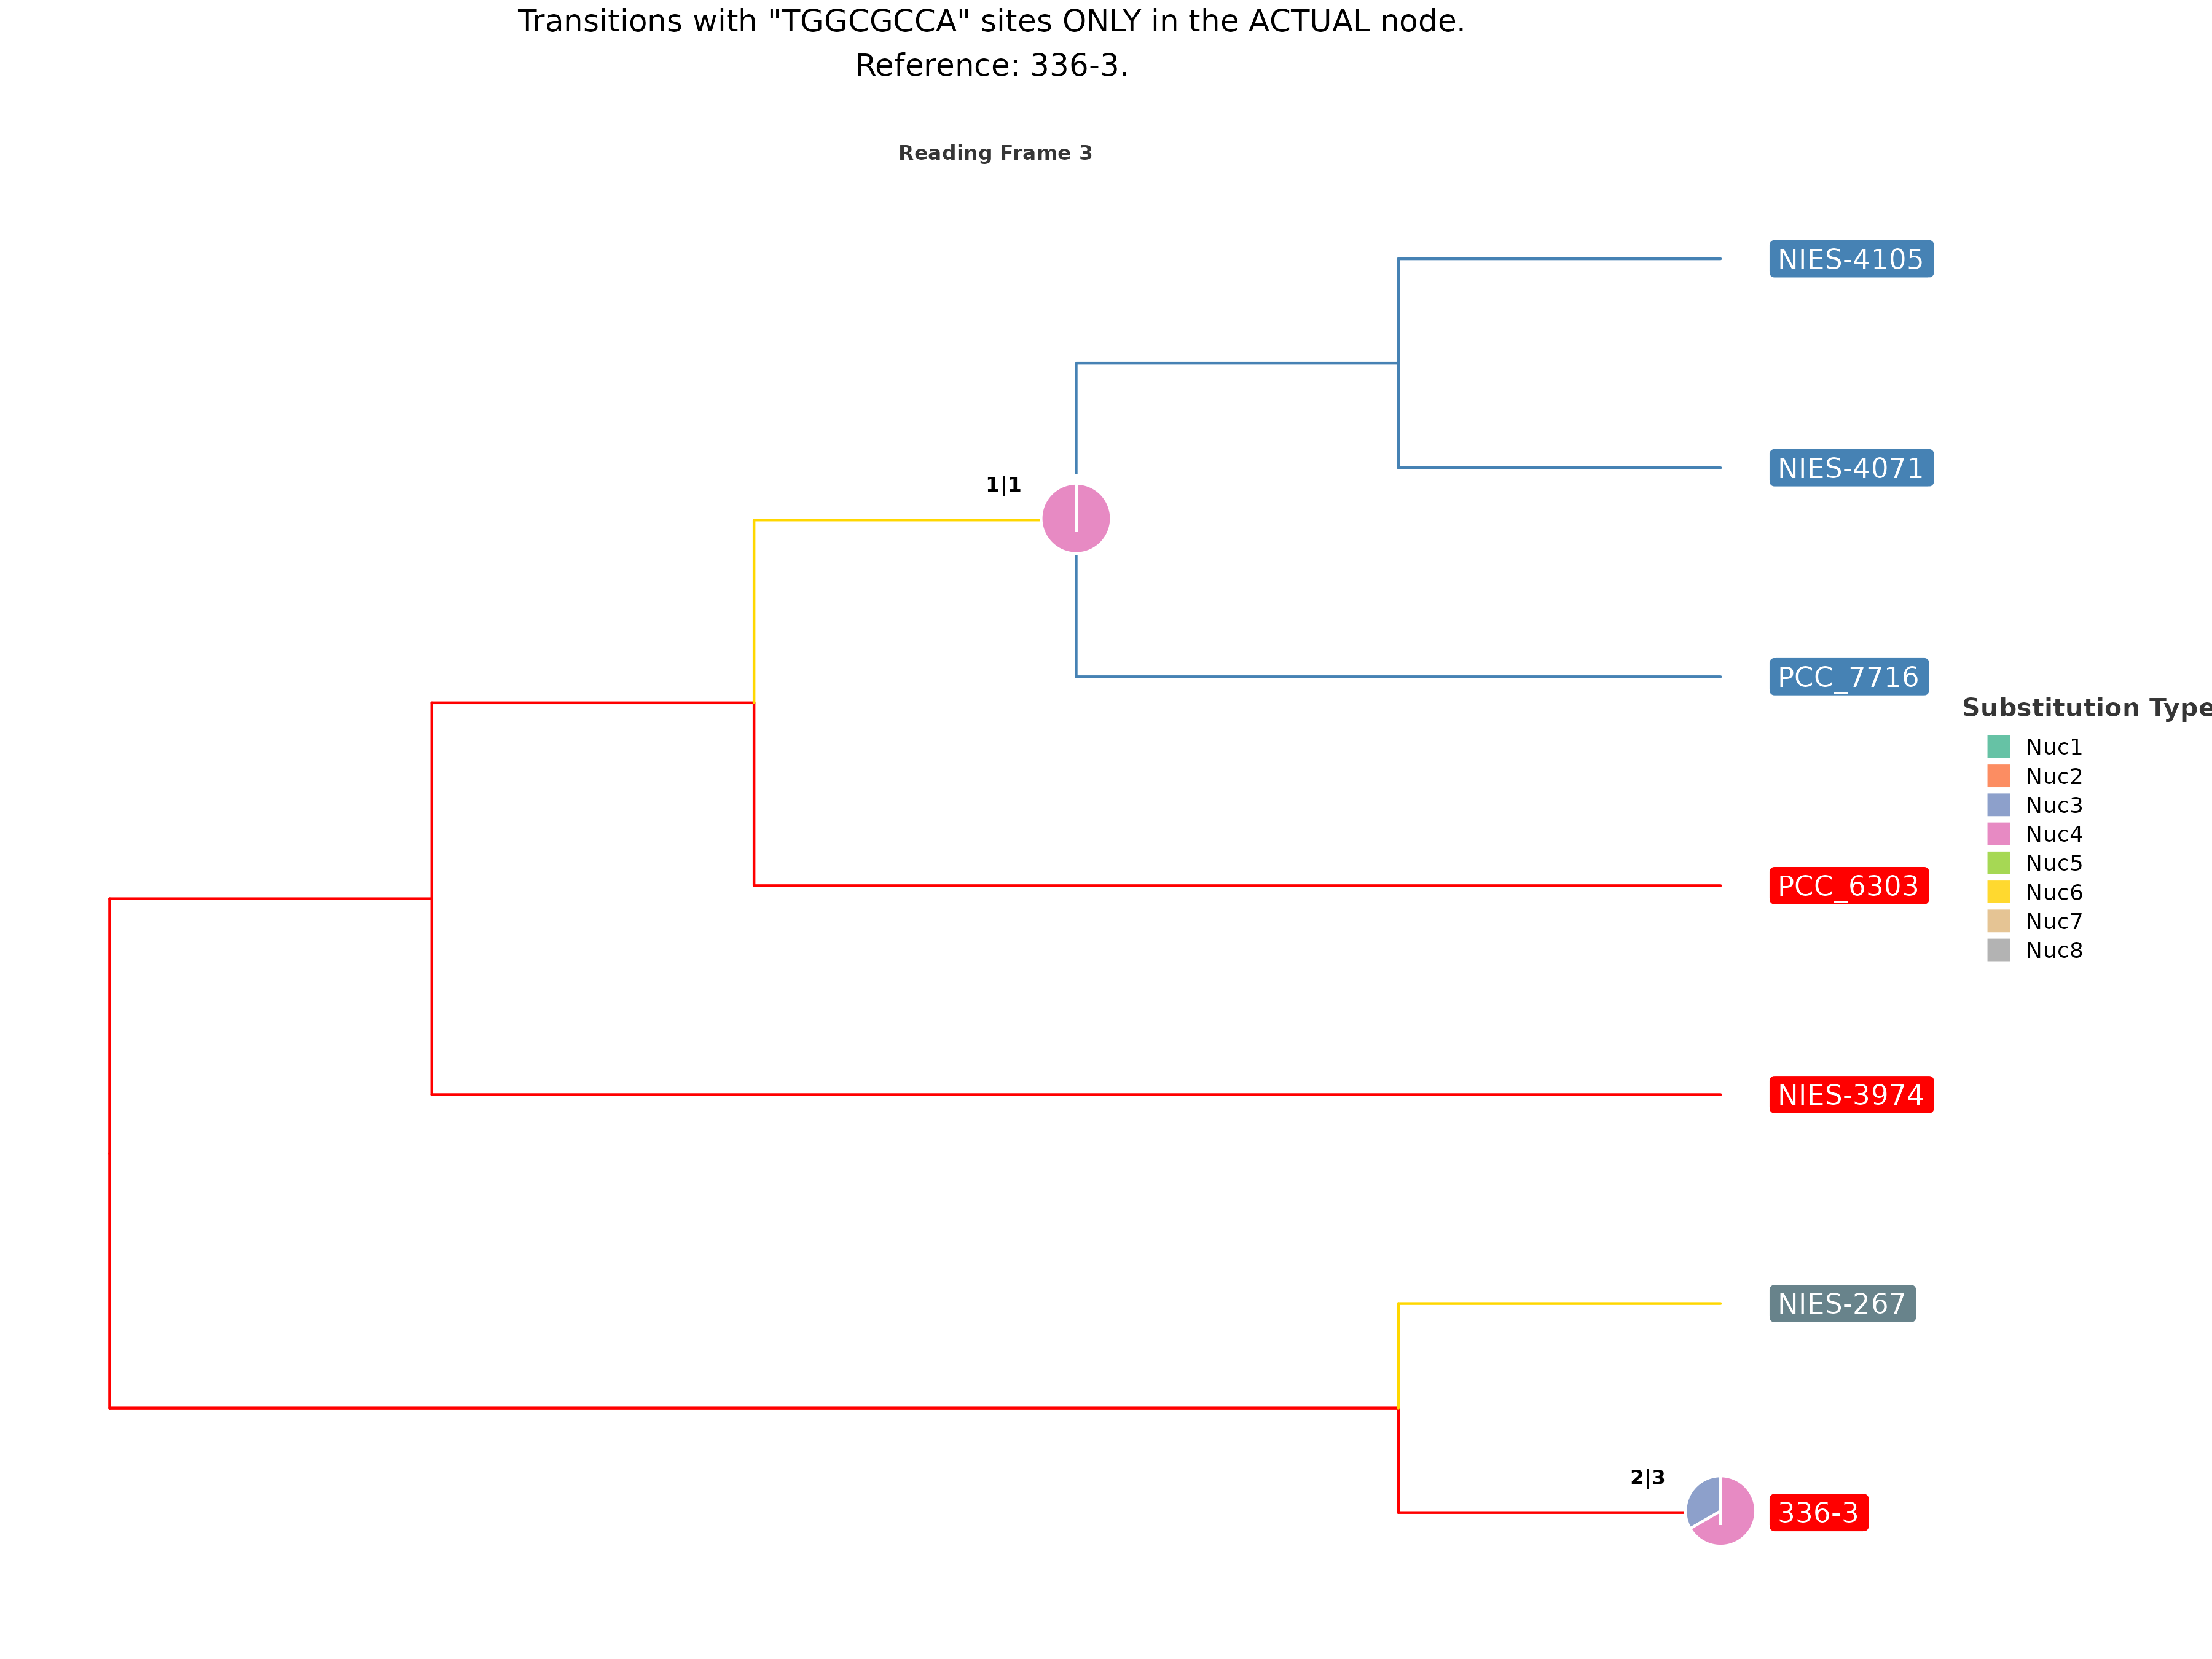 Transitions with "TGGCGCCA" sites ONLY in the ACTUAL node.
Reference: 336-3.
Reading Frame 3
NIES-4105
NIES-4071
1|1
PCC_7716
Substitution Type
Nuc1
Nuc2
Nuc3
Nuc4
Nuc5
Nuc6
Nuc7
Nuc8
PCC_6303
NIES-3974
NIES-267
2|3
336-3